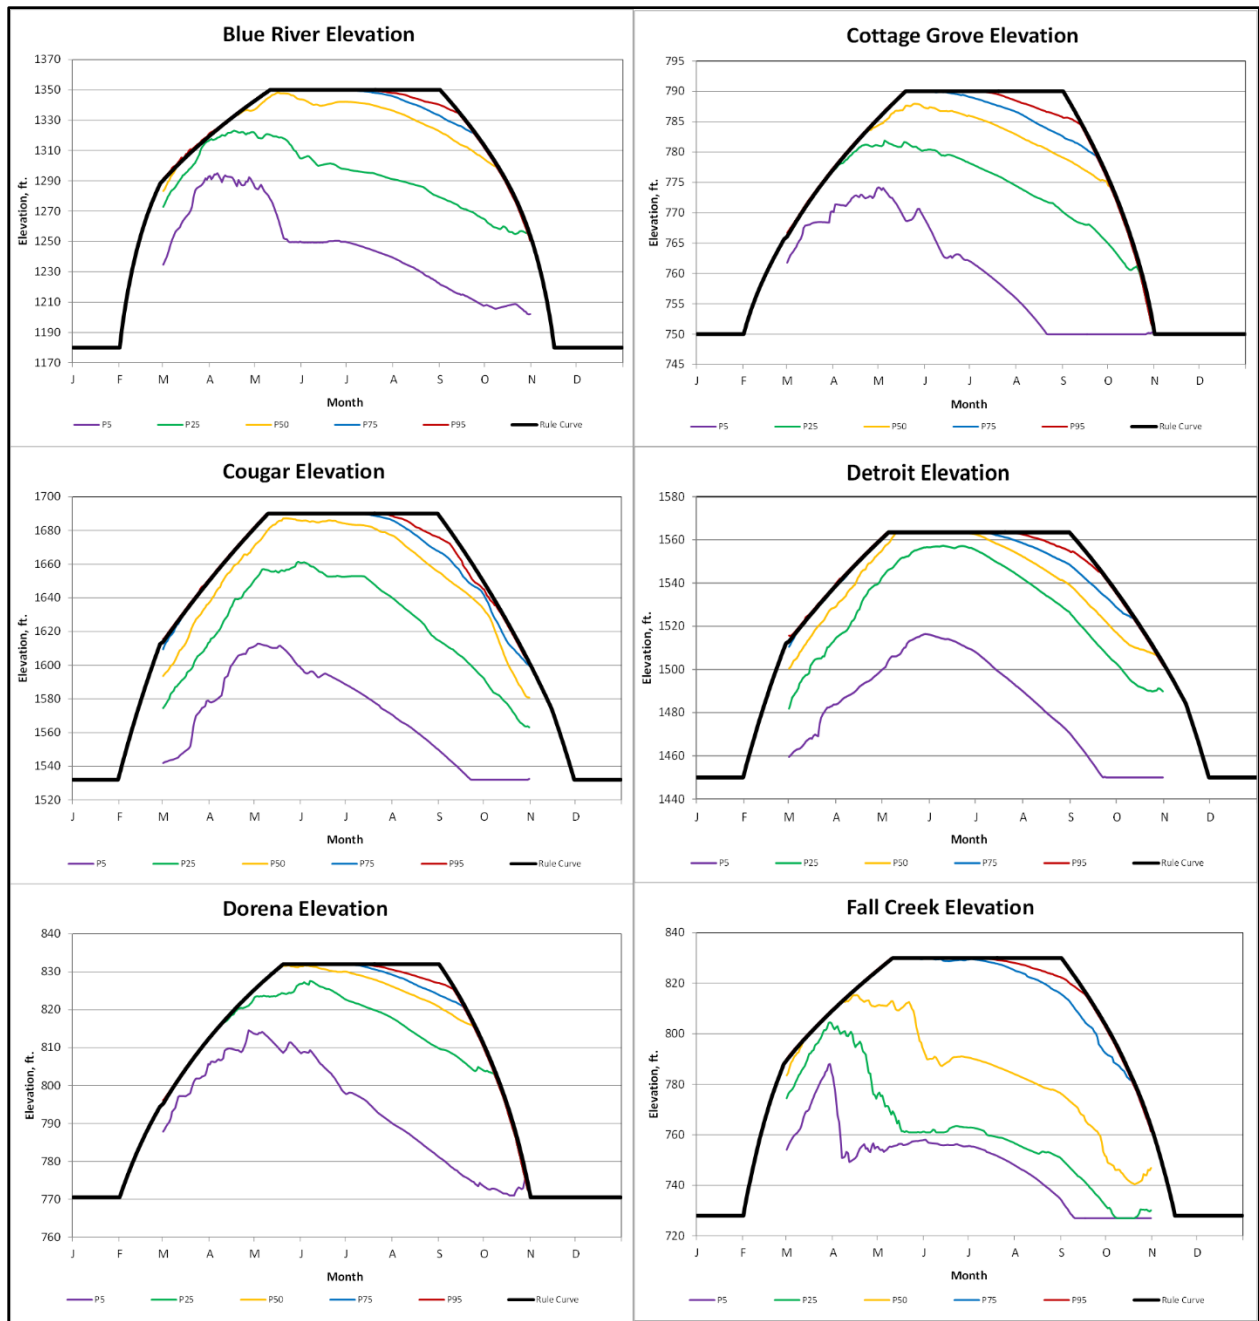 Blue River Elevation
Elevation, ft.
1370
1350
1330
1310
1290
1270
1250
1230
1210
1190
1170
J F M A M J J A S O N D
Month
P5 P25 P50 P75 P95 Rule Curve
Cottage Grove Elevation
Elevation, ft.
795
790
785
780
775
770
765
760
755
750
745
J F M A M J J A S O N D
Month
P5 P25 P50 P75 P95 Rule Curve
Cougar Elevation
Elevation, ft.
1700
1680
1660
1640
1620
1600
1580
1560
1540
1520
J F M A M J J A S O N D
Month
P5 P25 P50 P75 P95 Rule Curve
Detroit Elevation
Elevation, ft.
1580
1560
1540
1520
1500
1480
1460
1440
J F M A M J J A S O N D
Month
P5 P25 P50 P75 P95 Rule Curve
Dorena Elevation
Elevation, ft.
840
830
820
810
800
790
780
770
760
J F M A M J J A S O N D
Month
P5 P25 P50 P75 P95 Rule Curve
Fall Creek Elevation
Elevation, ft.
840
820
800
780
760
740
720
J F M A M J J A S O N D
Month
P5 P25 P50 P75 P95 Rule Curve